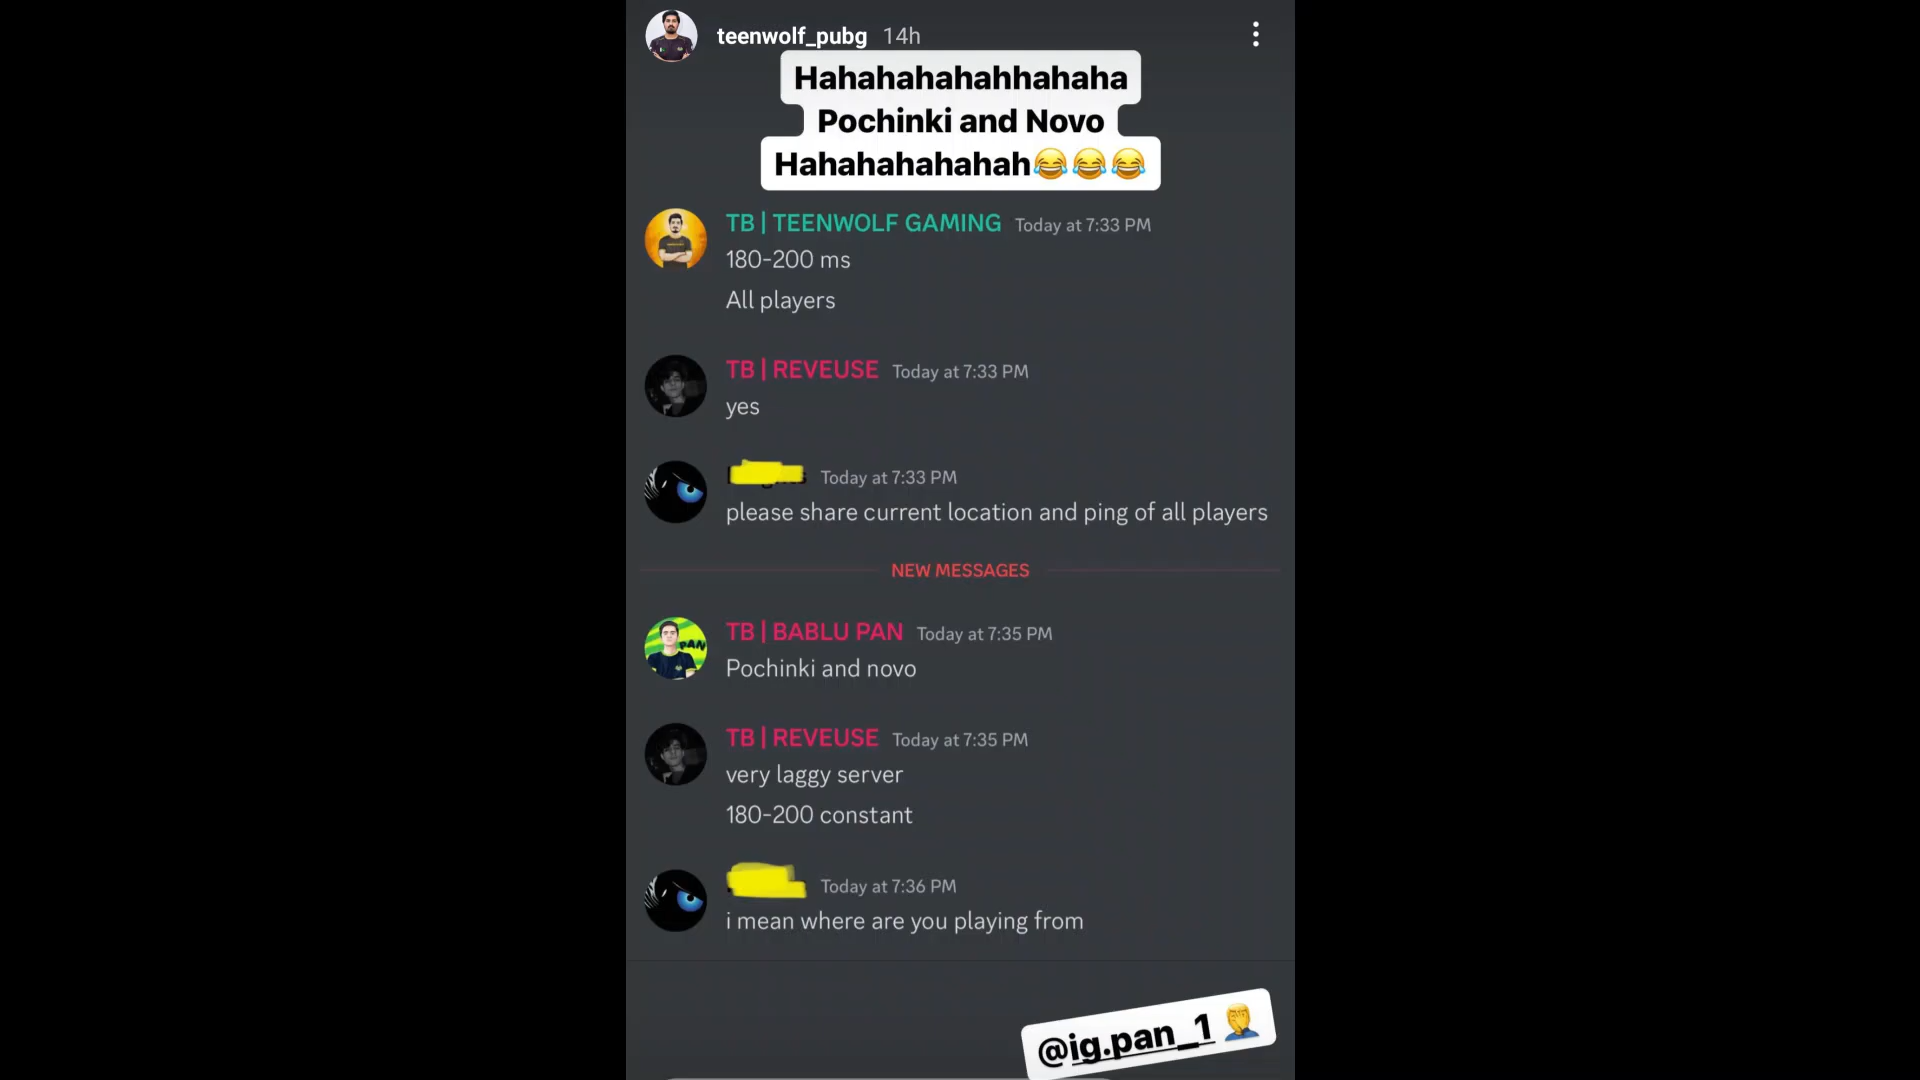 teenwolf_pubg 14h
Hahahahahahhahaha
Pochinki and Novo
Hahahahahahah😂😂😂
TB | TEENWOLF GAMING Today at 7:33 PM
180-200 ms
All players
TB | REVEUSE Today at 7:33 PM
yes
Today at 7:33 PM
please share current location and ping of all players
NEW MESSAGES
TB | BABLU PAN Today at 7:35 PM
Pochinki and novo
TB | REVEUSE Today at 7:35 PM
very laggy server
180-200 constant
Today at 7:36 PM
i mean where are you playing from
@ig.pan_1 🤦‍♂️